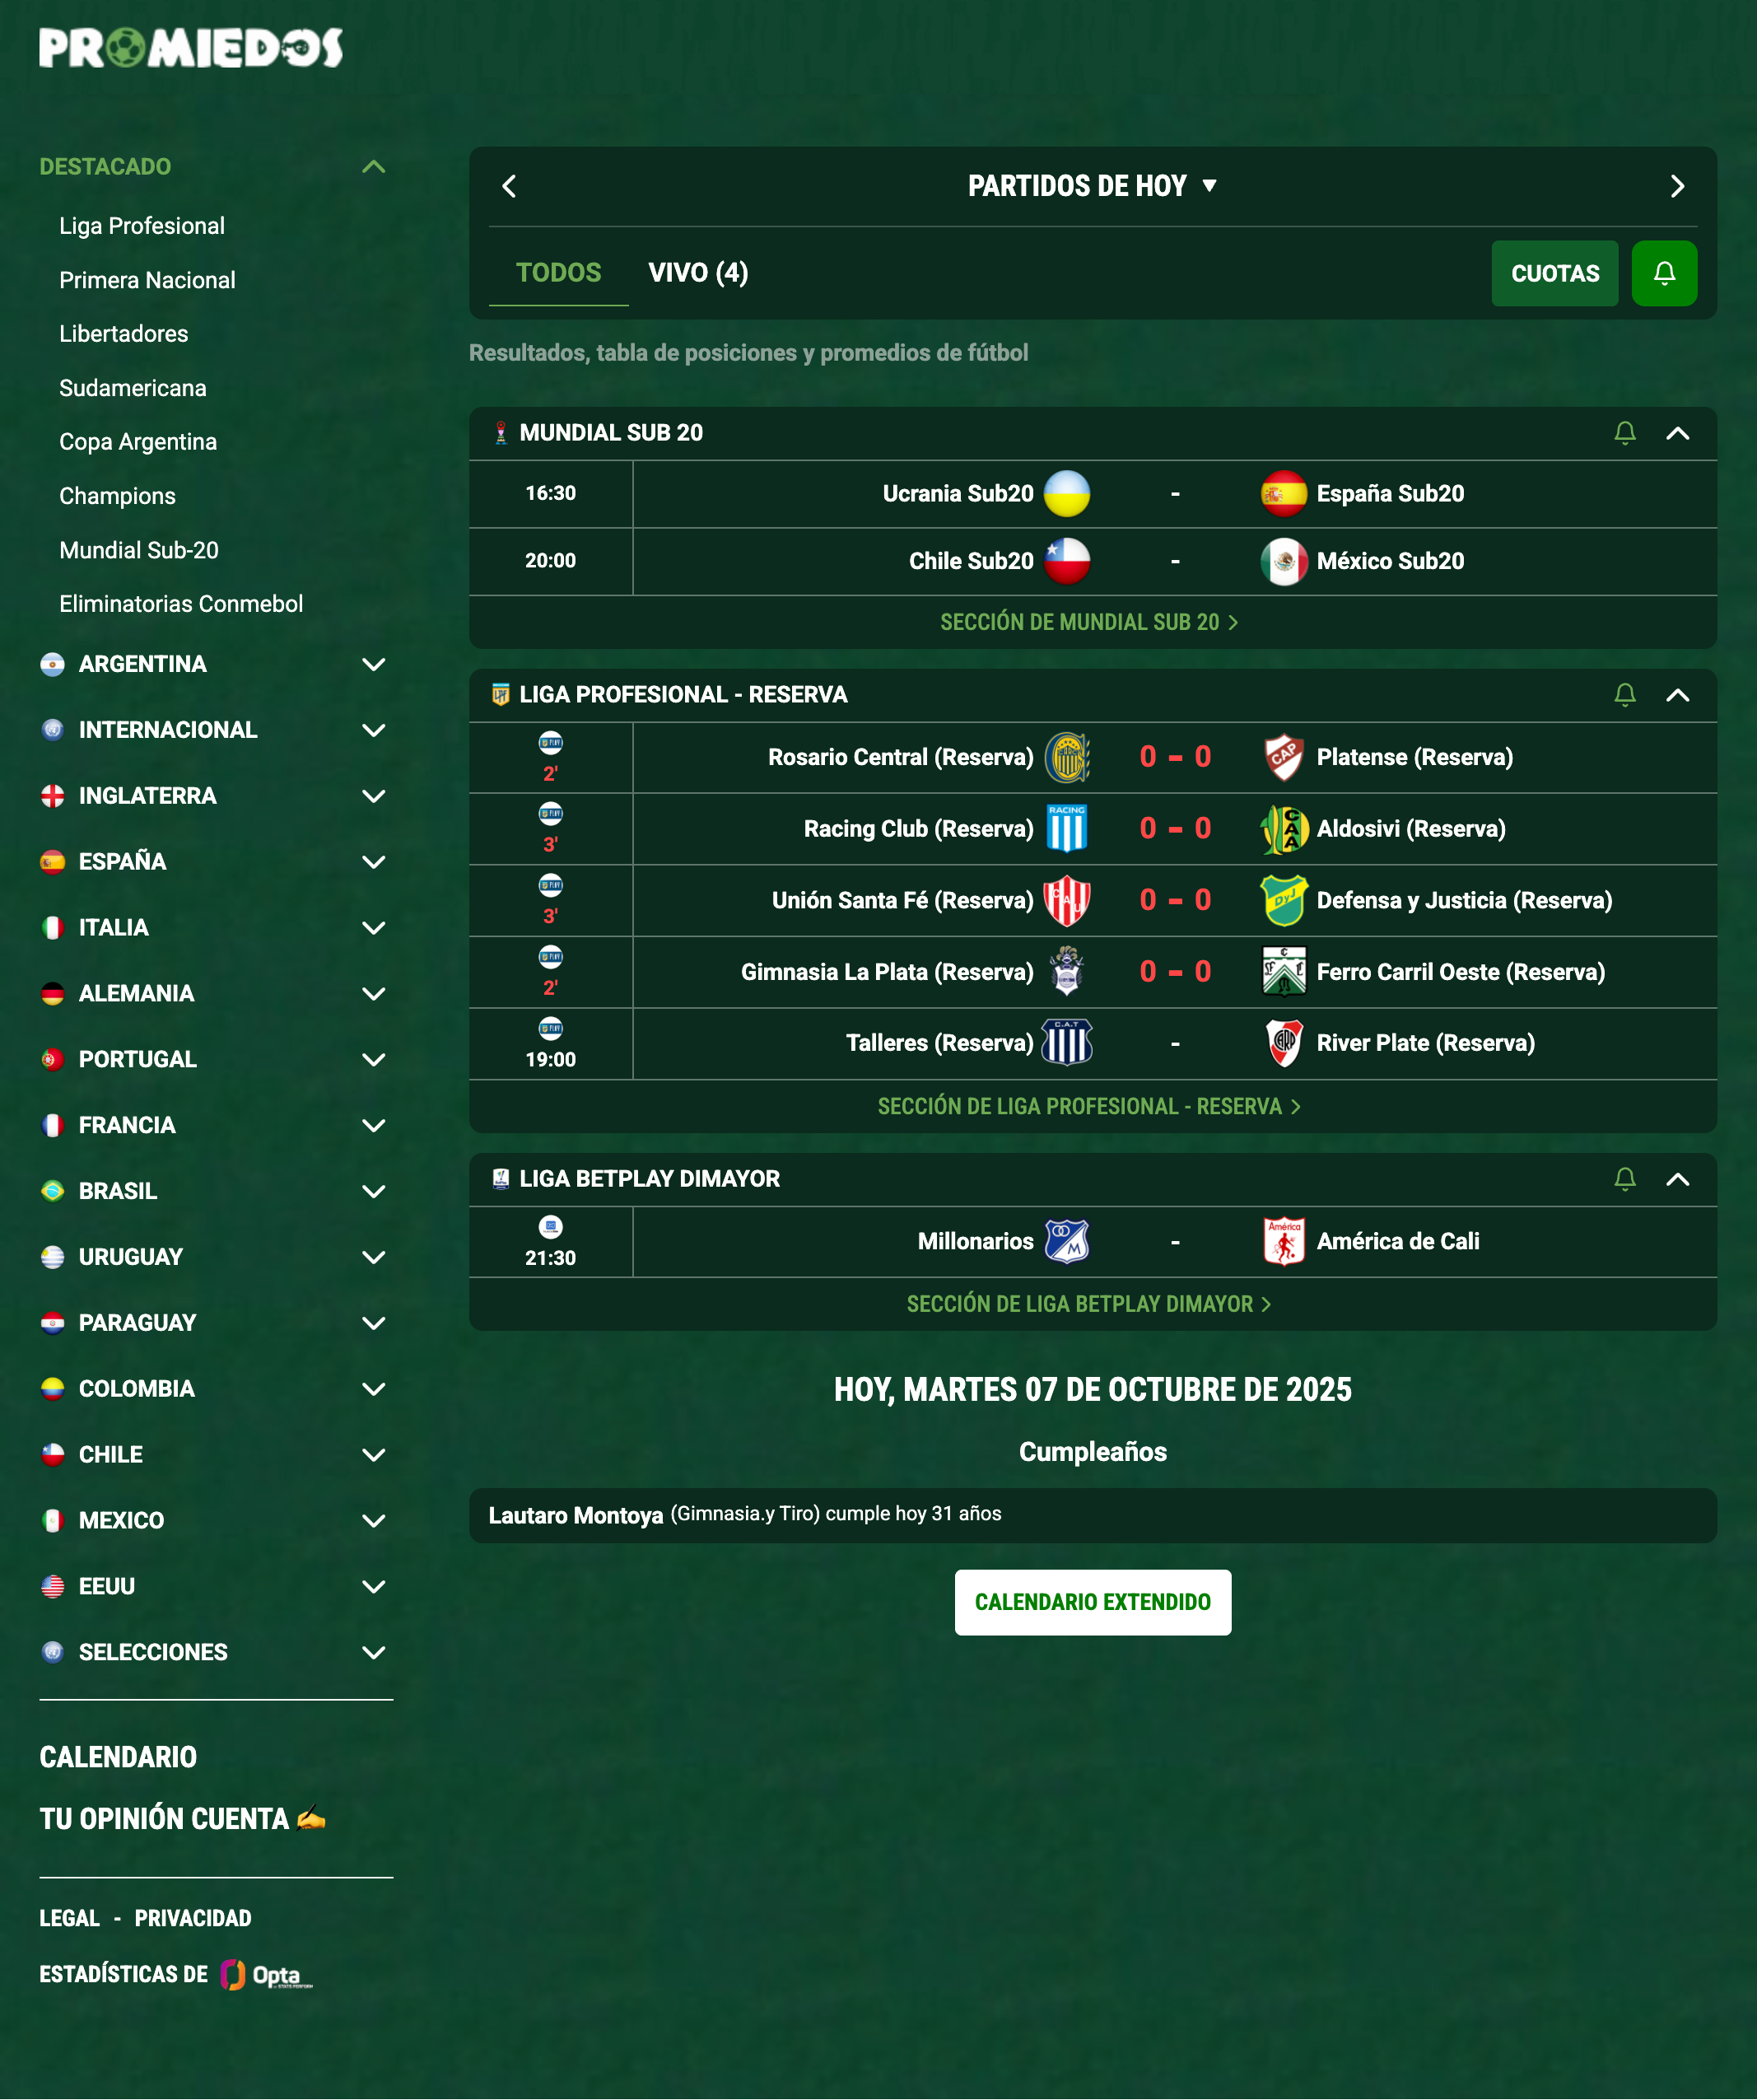 PROMIEDOS
DESTACADO
Liga Profesional
Primera Nacional
Libertadores
Sudamericana
Copa Argentina
Champions
Mundial Sub-20
Eliminatorias Conmebol
ARGENTINA
INTERNACIONAL
INGLATERRA
ESPAÑA
ITALIA
ALEMANIA
PORTUGAL
FRANCIA
BRASIL
URUGUAY
PARAGUAY
COLOMBIA
CHILE
MEXICO
EEUU
SELECCIONES
CALENDARIO
TU OPINIÓN CUENTA ✍
LEGAL - PRIVACIDAD
ESTADÍSTICAS DE Opta
PARTIDOS DE HOY ▼
TODOS VIVO (4) CUOTAS
Resultados, tabla de posiciones y promedios de fútbol
MUNDIAL SUB 20
16:30 Ucrania Sub20 - España Sub20
20:00 Chile Sub20 - México Sub20
SECCIÓN DE MUNDIAL SUB 20
LIGA PROFESIONAL - RESERVA
2' Rosario Central (Reserva) 0 - 0 CAP Platense (Reserva)
3' Racing Club (Reserva) RACING 0 - 0 CAA Aldosivi (Reserva)
3' Unión Santa Fé (Reserva) CAU 0 - 0 DyJ Defensa y Justicia (Reserva)
2' Gimnasia La Plata (Reserva) 0 - 0 Ferro Carril Oeste (Reserva)
19:00 Talleres (Reserva) C.A.T - CARP River Plate (Reserva)
SECCIÓN DE LIGA PROFESIONAL - RESERVA
LIGA BETPLAY DIMAYOR
21:30 Millonarios M - América América de Cali
SECCIÓN DE LIGA BETPLAY DIMAYOR
HOY, MARTES 07 DE OCTUBRE DE 2025
Cumpleaños
Lautaro Montoya (Gimnasia.y Tiro) cumple hoy 31 años
CALENDARIO EXTENDIDO